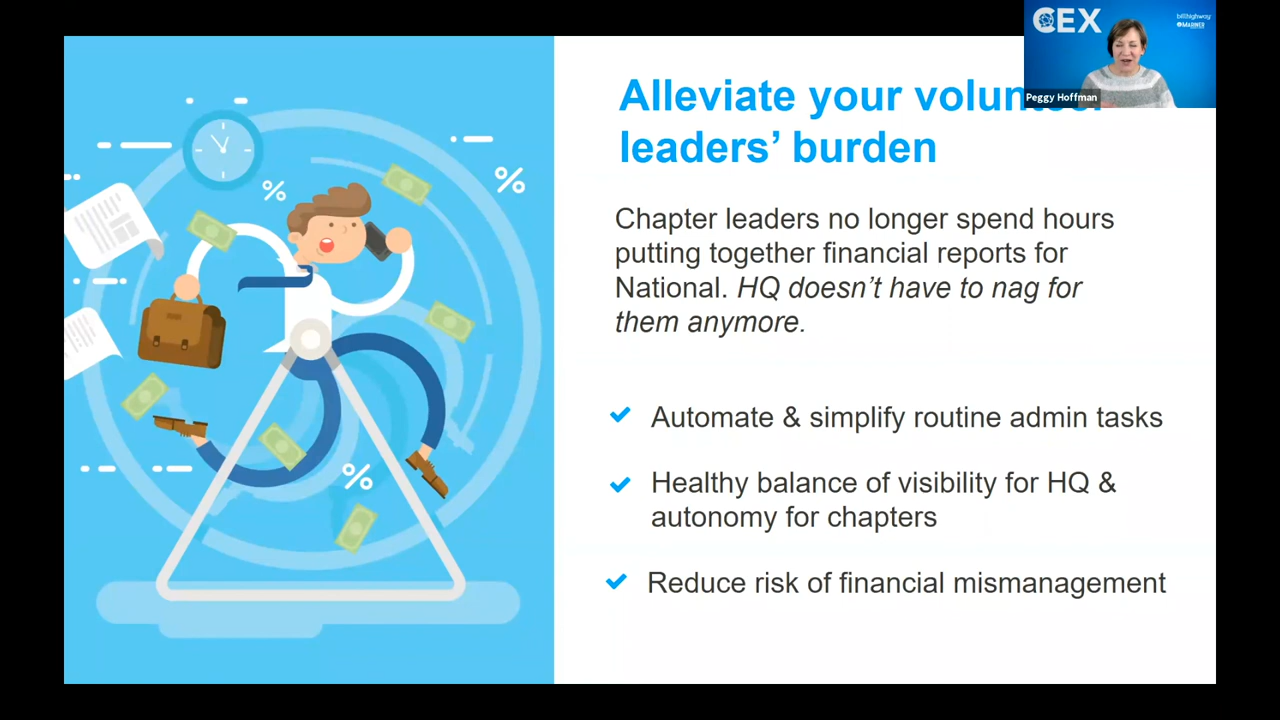 CEX
billhighway
MARINER
Peggy Hoffman
Alleviate your
leaders’ burden
Chapter leaders no longer spend hours
putting together financial reports for
National. HQ doesn’t have to nag for
them anymore.
Automate & simplify routine admin tasks
Healthy balance of visibility for HQ &
autonomy for chapters
Reduce risk of financial mismanagement
%
%
%